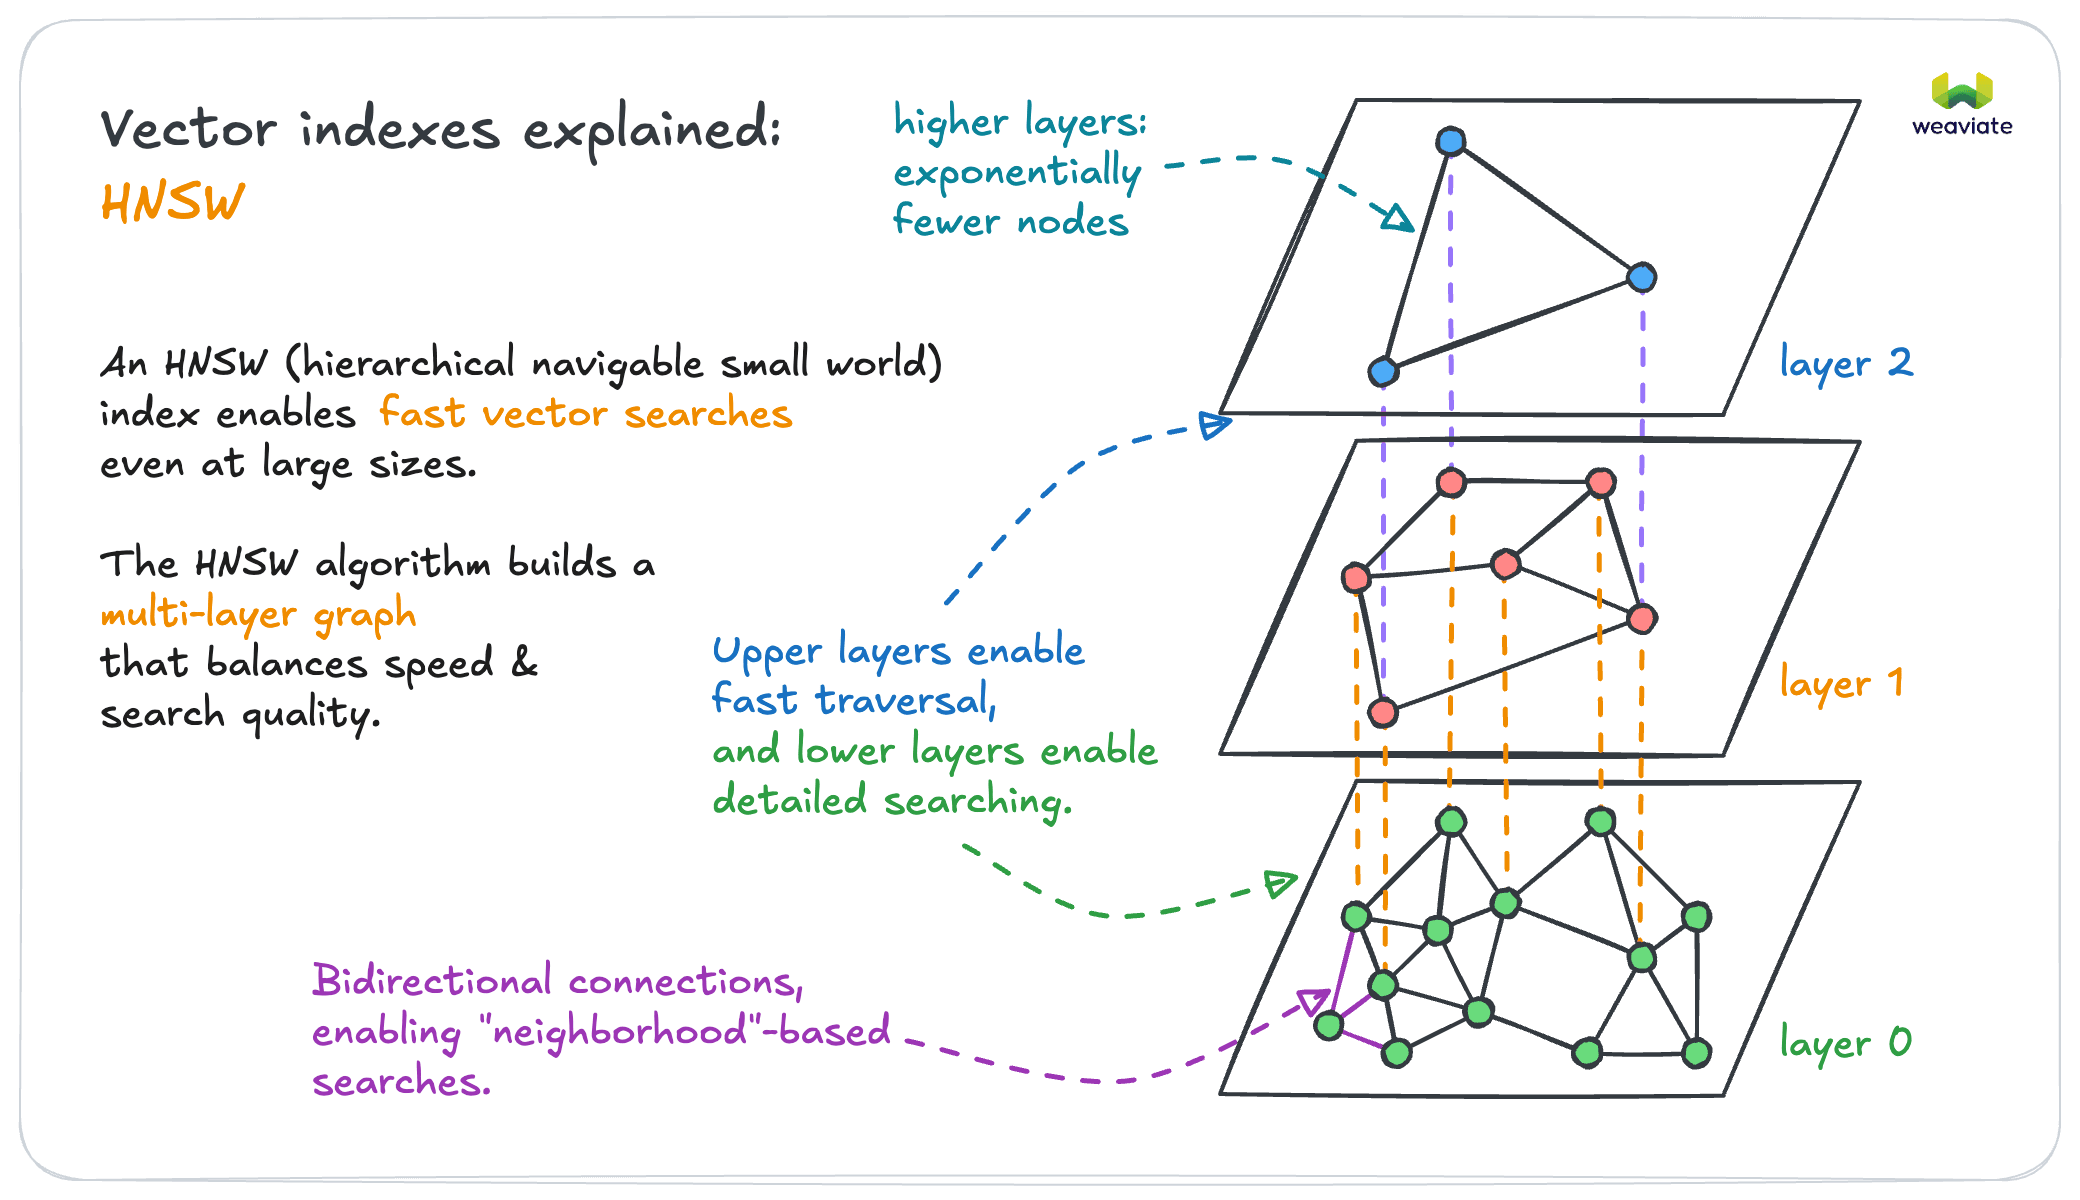 Vector indexes explained:
HNSW
An HNSW (hierarchical navigable small world)
index enables fast vector searches
even at large sizes.
The HNSW algorithm builds a
multi-layer graph
that balances speed &
search quality.
higher layers:
exponentially
fewer nodes
Upper layers enable
fast traversal,
and lower layers enable
detailed searching.
Bidirectional connections,
enabling "neighborhood"-based
searches.
weaviate
layer 2
layer 1
layer 0